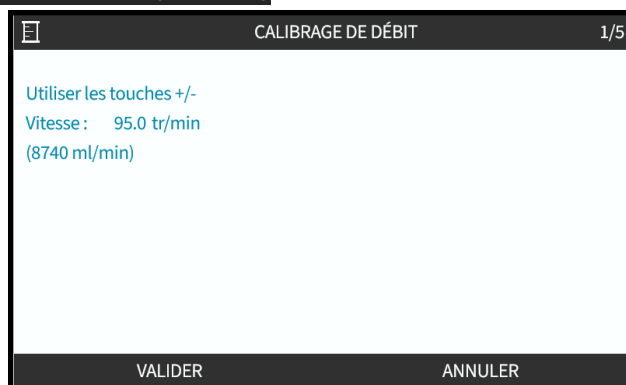 CALIBRAGE DE DÉBIT 1/5
Utiliser les touches +/-
Vitesse : 95.0 tr/min
(8740 ml/min)
VALIDER ANNULER